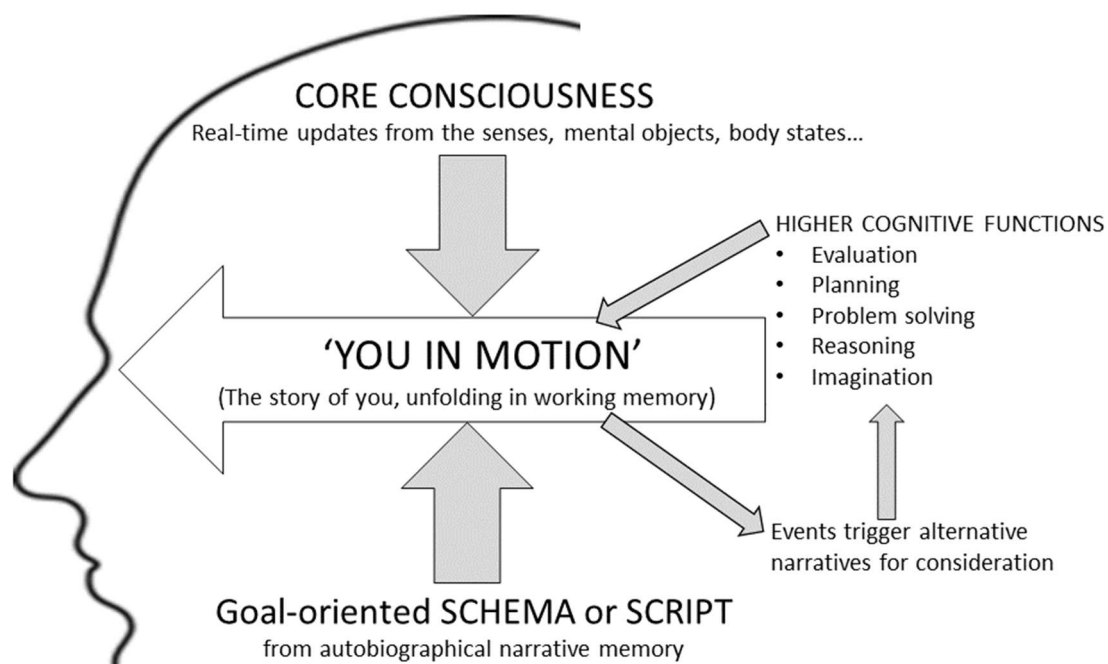 CORE CONSCIOUSNESS
Real-time updates from the senses, mental objects, body states...
HIGHER COGNITIVE FUNCTIONS
• Evaluation
• Planning
• Problem solving
• Reasoning
• Imagination
‘YOU IN MOTION’
(The story of you, unfolding in working memory)
Events trigger alternative
narratives for consideration
Goal-oriented SCHEMA or SCRIPT
from autobiographical narrative memory